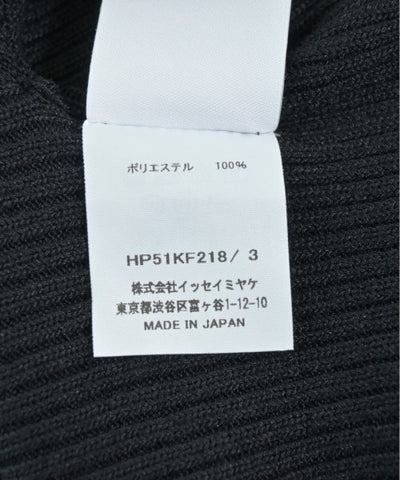 ポリエステル 100%
HP51KF218/ 3
株式会社イッセイミヤケ
東京都渋谷区富ヶ谷1-12-10
MADE IN JAPAN